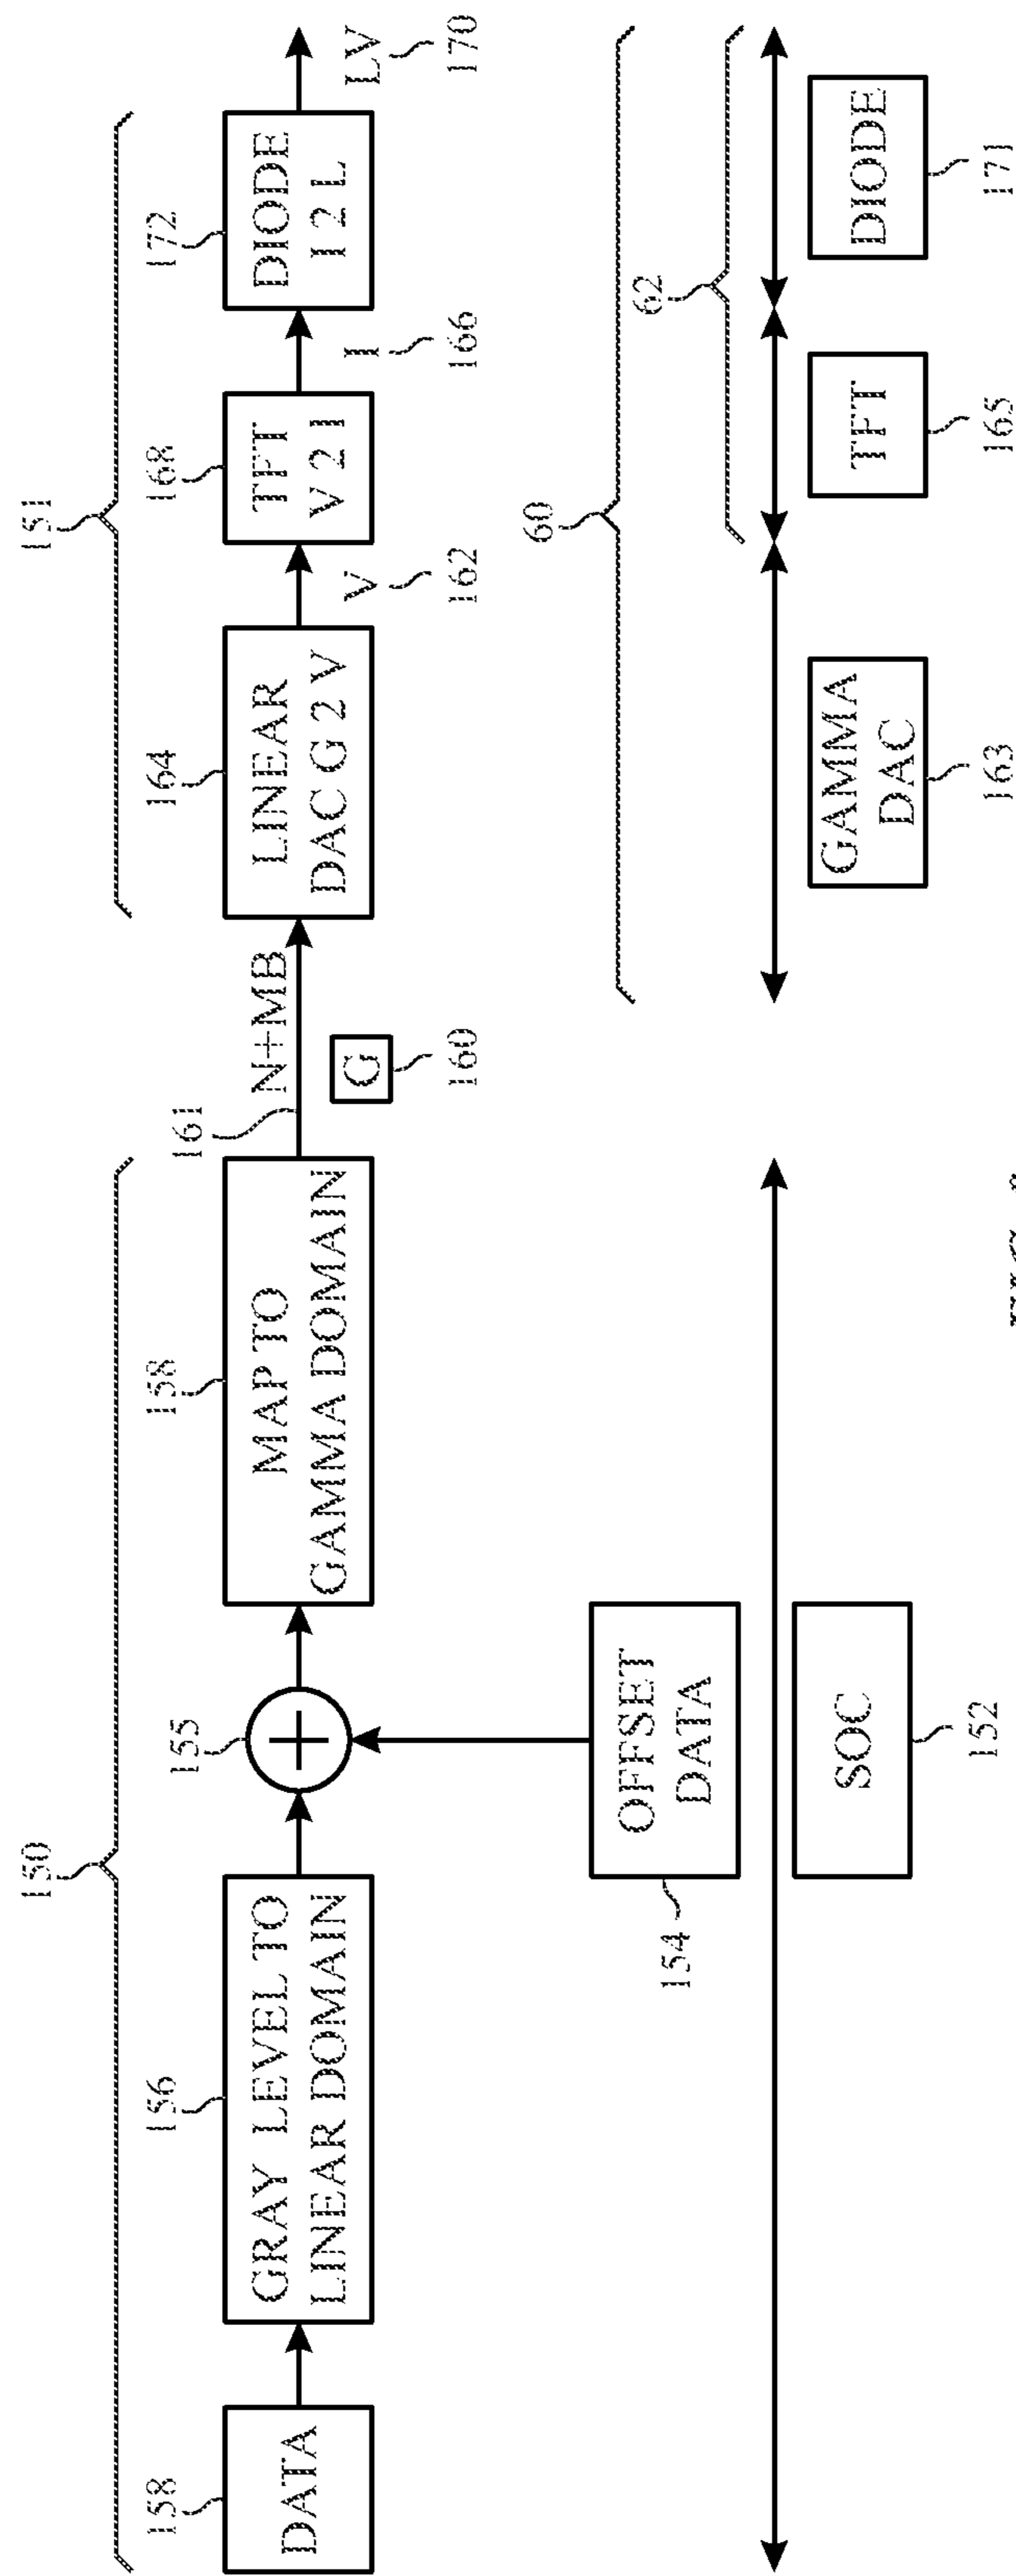 150
151
158
156
155
158
161
164
168
172
DATA
GRAY LEVEL TO
LINEAR DOMAIN
MAP TO
GAMMA DOMAIN
N+MB
LINEAR
DAC G 2 V
TFT
V 2 I
DIODE
I 2 L
G
160
V
162
I
166
LV
170
60
62
154
OFFSET
DATA
SOC
152
GAMMA
DAC
163
TFT
165
DIODE
171